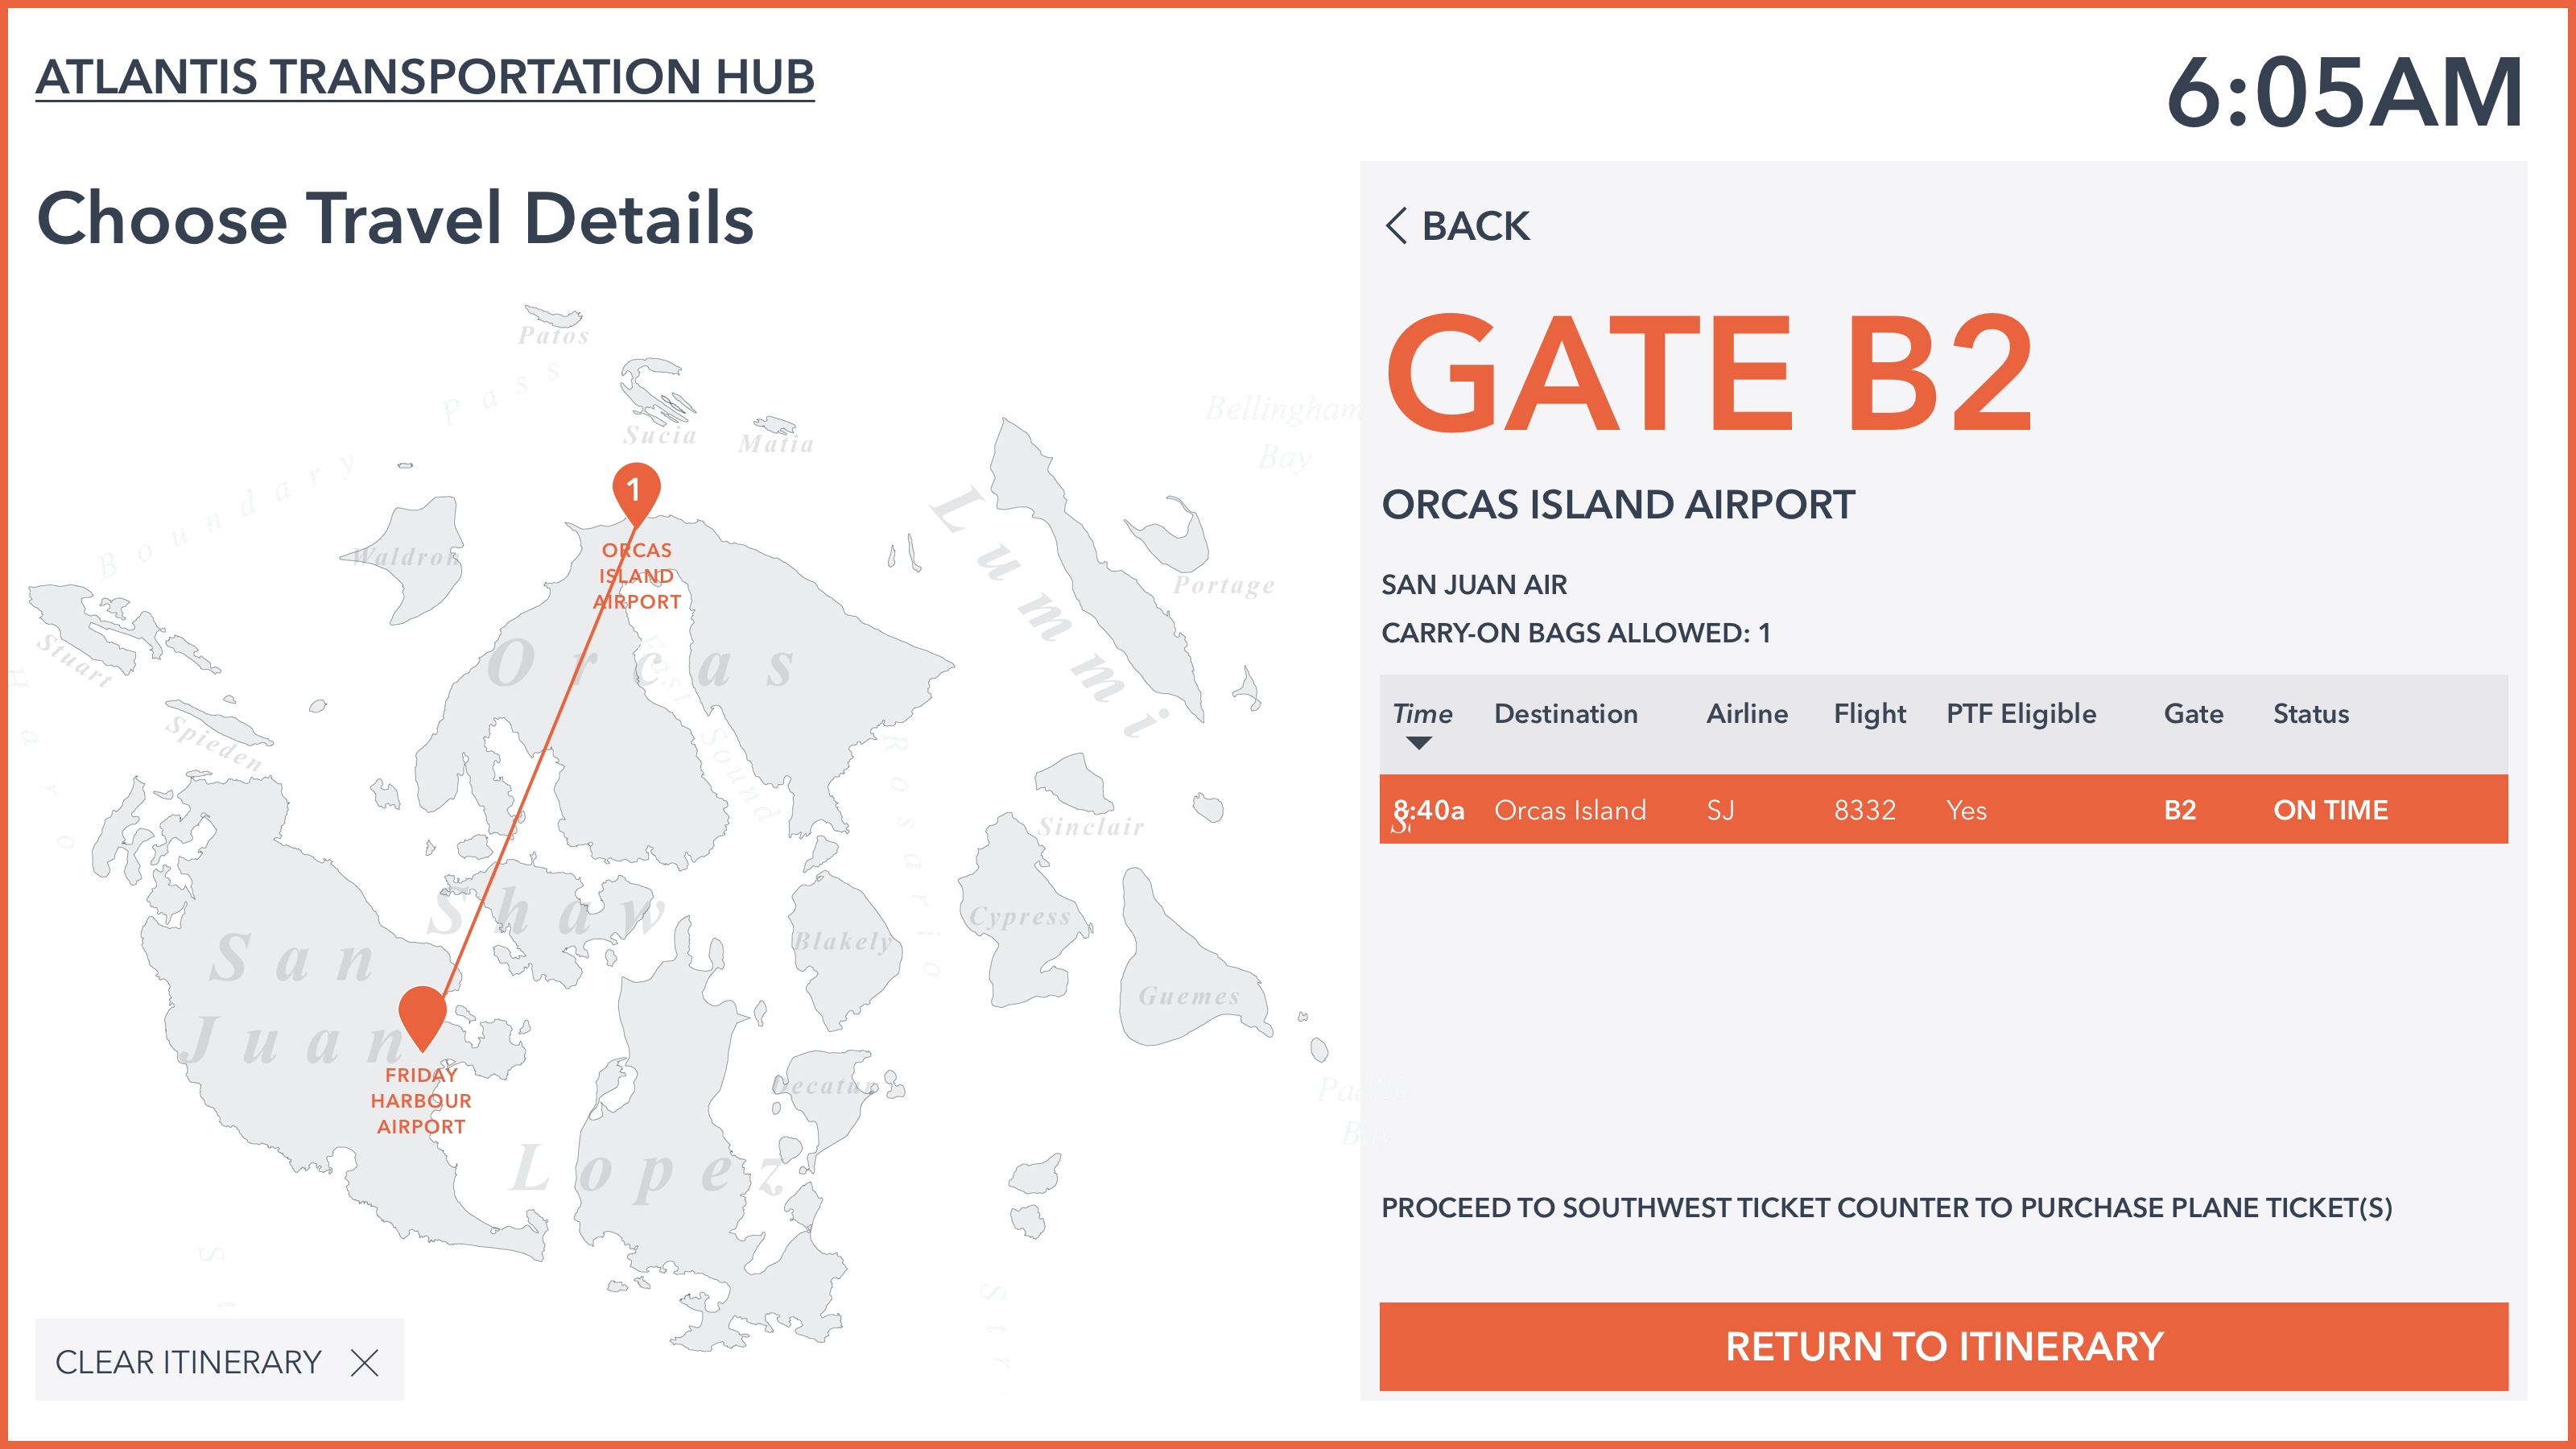 ATLANTIS TRANSPORTATION HUB
6:05AM
Choose Travel Details
Patos
Pass
Sucia
Matia
Boundary
Bellingham
Bay
1
Waldron
ORCAS
ISLAND
AIRPORT
Lummi
Portage
Stuart
Orcas
East
Sound
Spieden
Haro
Rosario
Sinclair
Shaw
Cypress
Blakely
San
Juan
Guemes
FRIDAY
HARBOUR
AIRPORT
Decatur
Lopez
CLEAR ITINERARY
BACK
GATE B2
ORCAS ISLAND AIRPORT
SAN JUAN AIR
CARRY-ON BAGS ALLOWED: 1
Time Destination Airline Flight PTF Eligible Gate Status
8:40a Orcas Island SJ 8332 Yes B2 ON TIME
PROCEED TO SOUTHWEST TICKET COUNTER TO PURCHASE PLANE TICKET(S)
RETURN TO ITINERARY